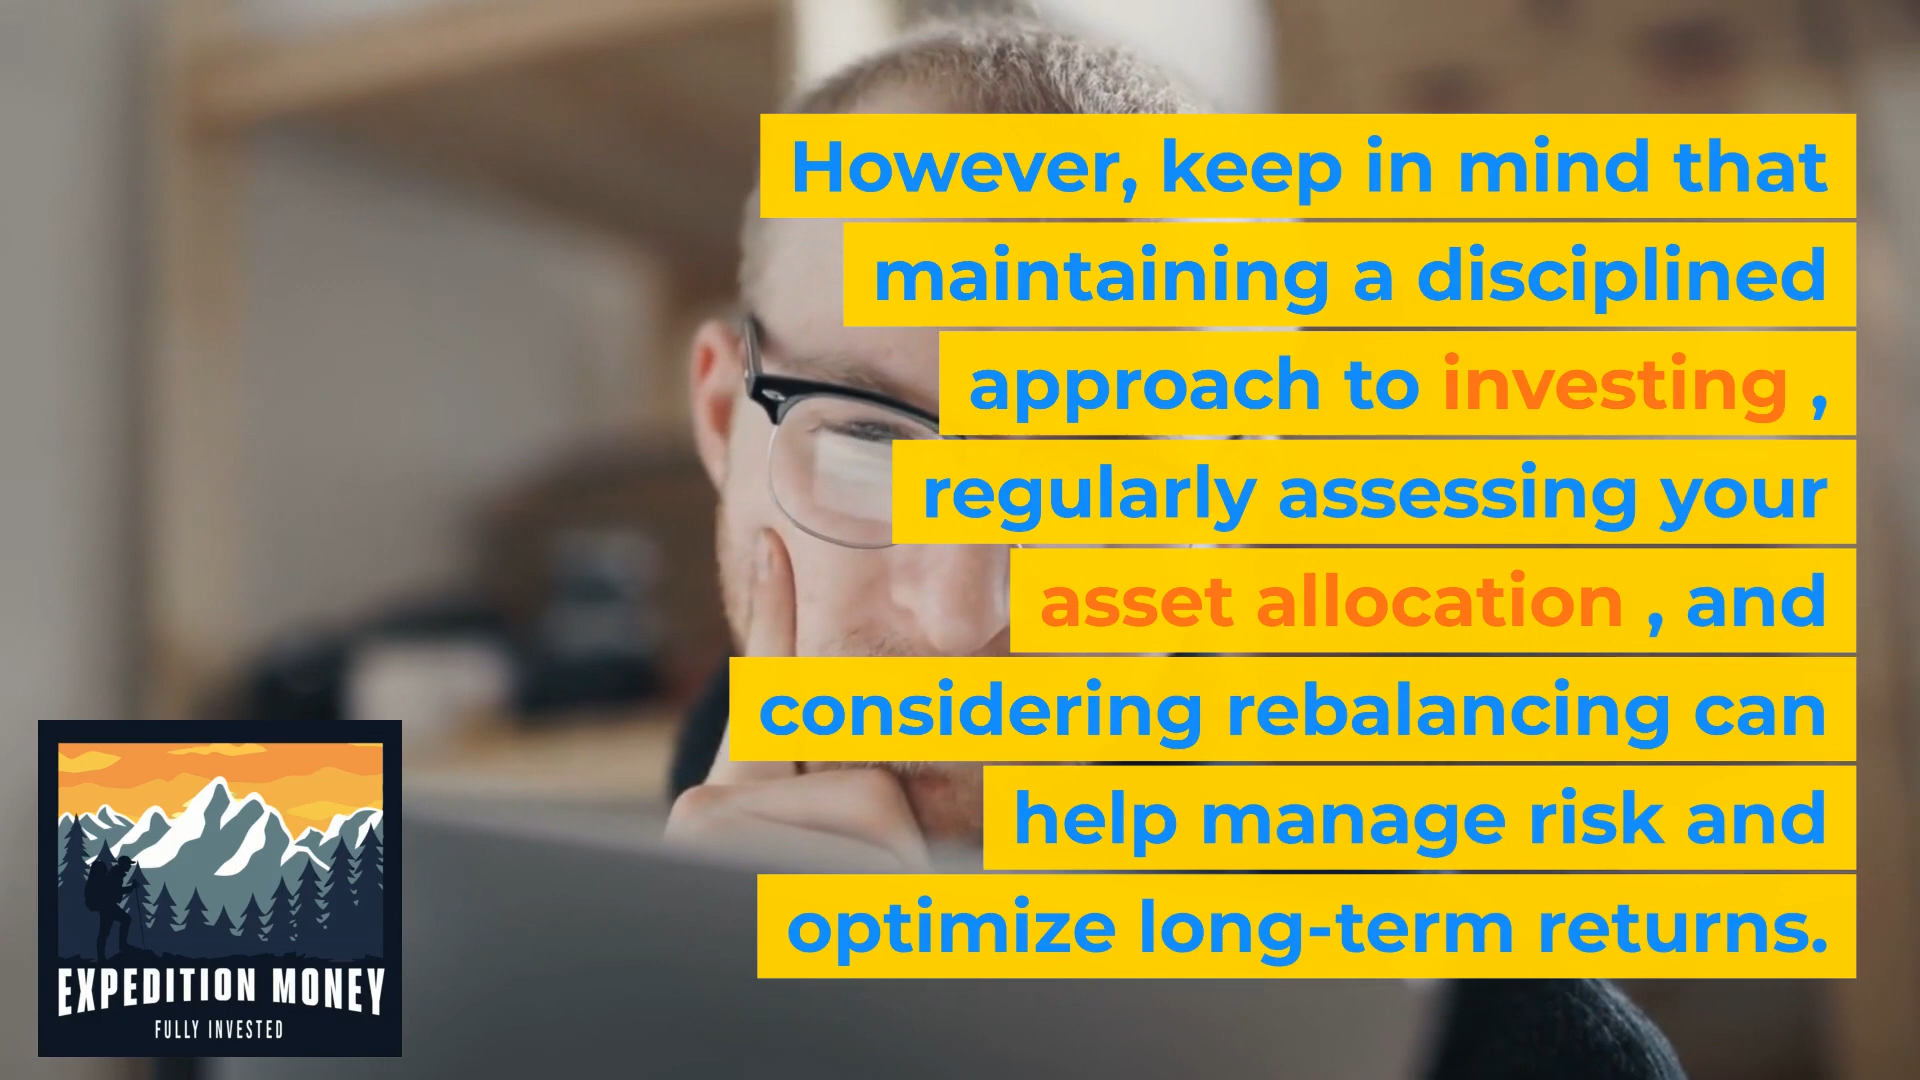 However, keep in mind that
maintaining a disciplined
approach to investing ,
regularly assessing your
asset allocation , and
considering rebalancing can
help manage risk and
optimize long-term returns.
EXPEDITION MONEY
FULLY INVESTED